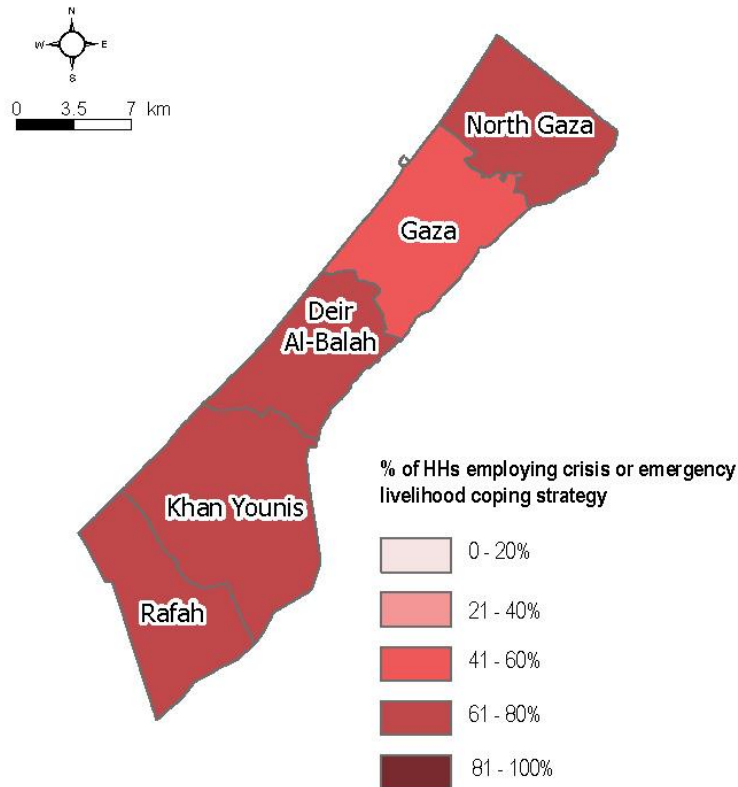 N
W E
S
0 3.5 7 km
North Gaza
Gaza
Deir
Al-Balah
Khan Younis
Rafah
% of HHs employing crisis or emergency
livelihood coping strategy
0 - 20%
21 - 40%
41 - 60%
61 - 80%
81 - 100%